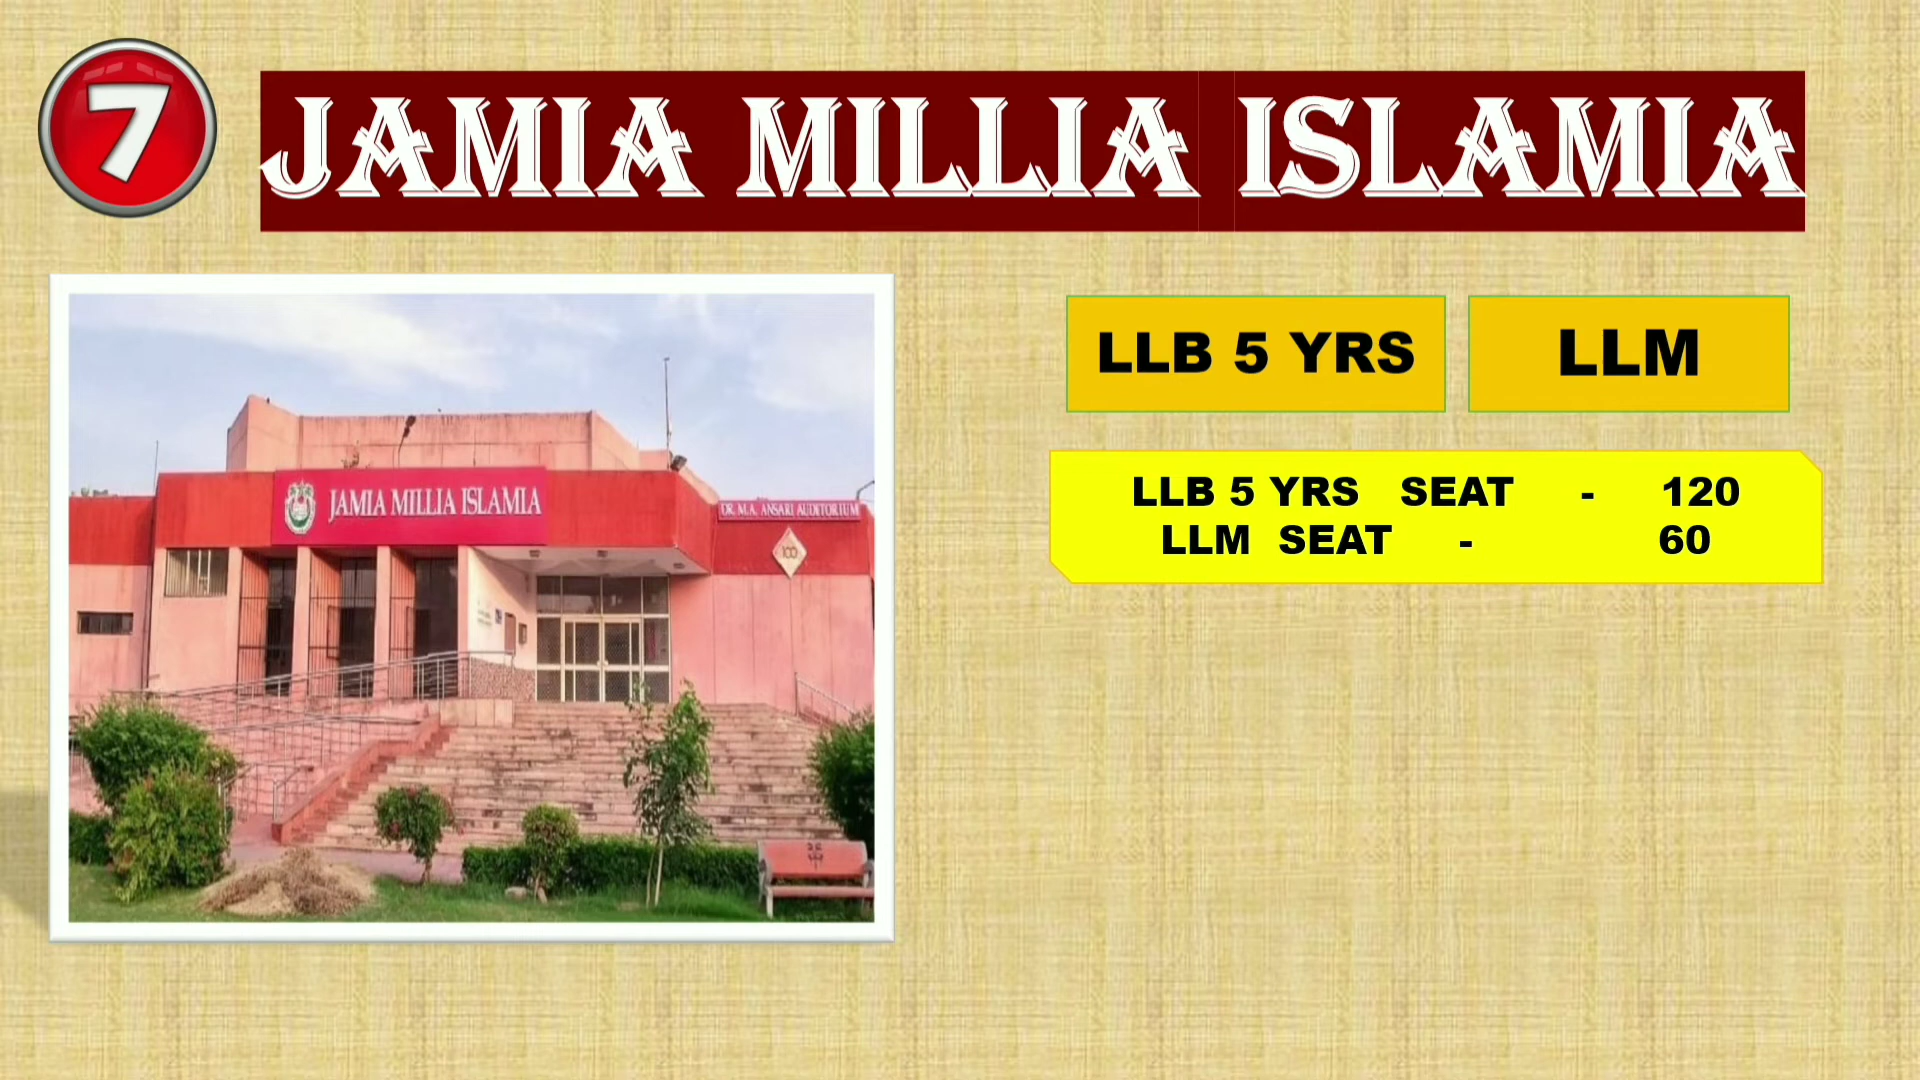 7
JAMIA MILLIA ISLAMIA
JAMIA MILLIA ISLAMIA
DR. M.A. ANSARI AUDITORIUM
100
LLB 5 YRS
LLM
LLB 5 YRS SEAT - 120
LLM SEAT - 60